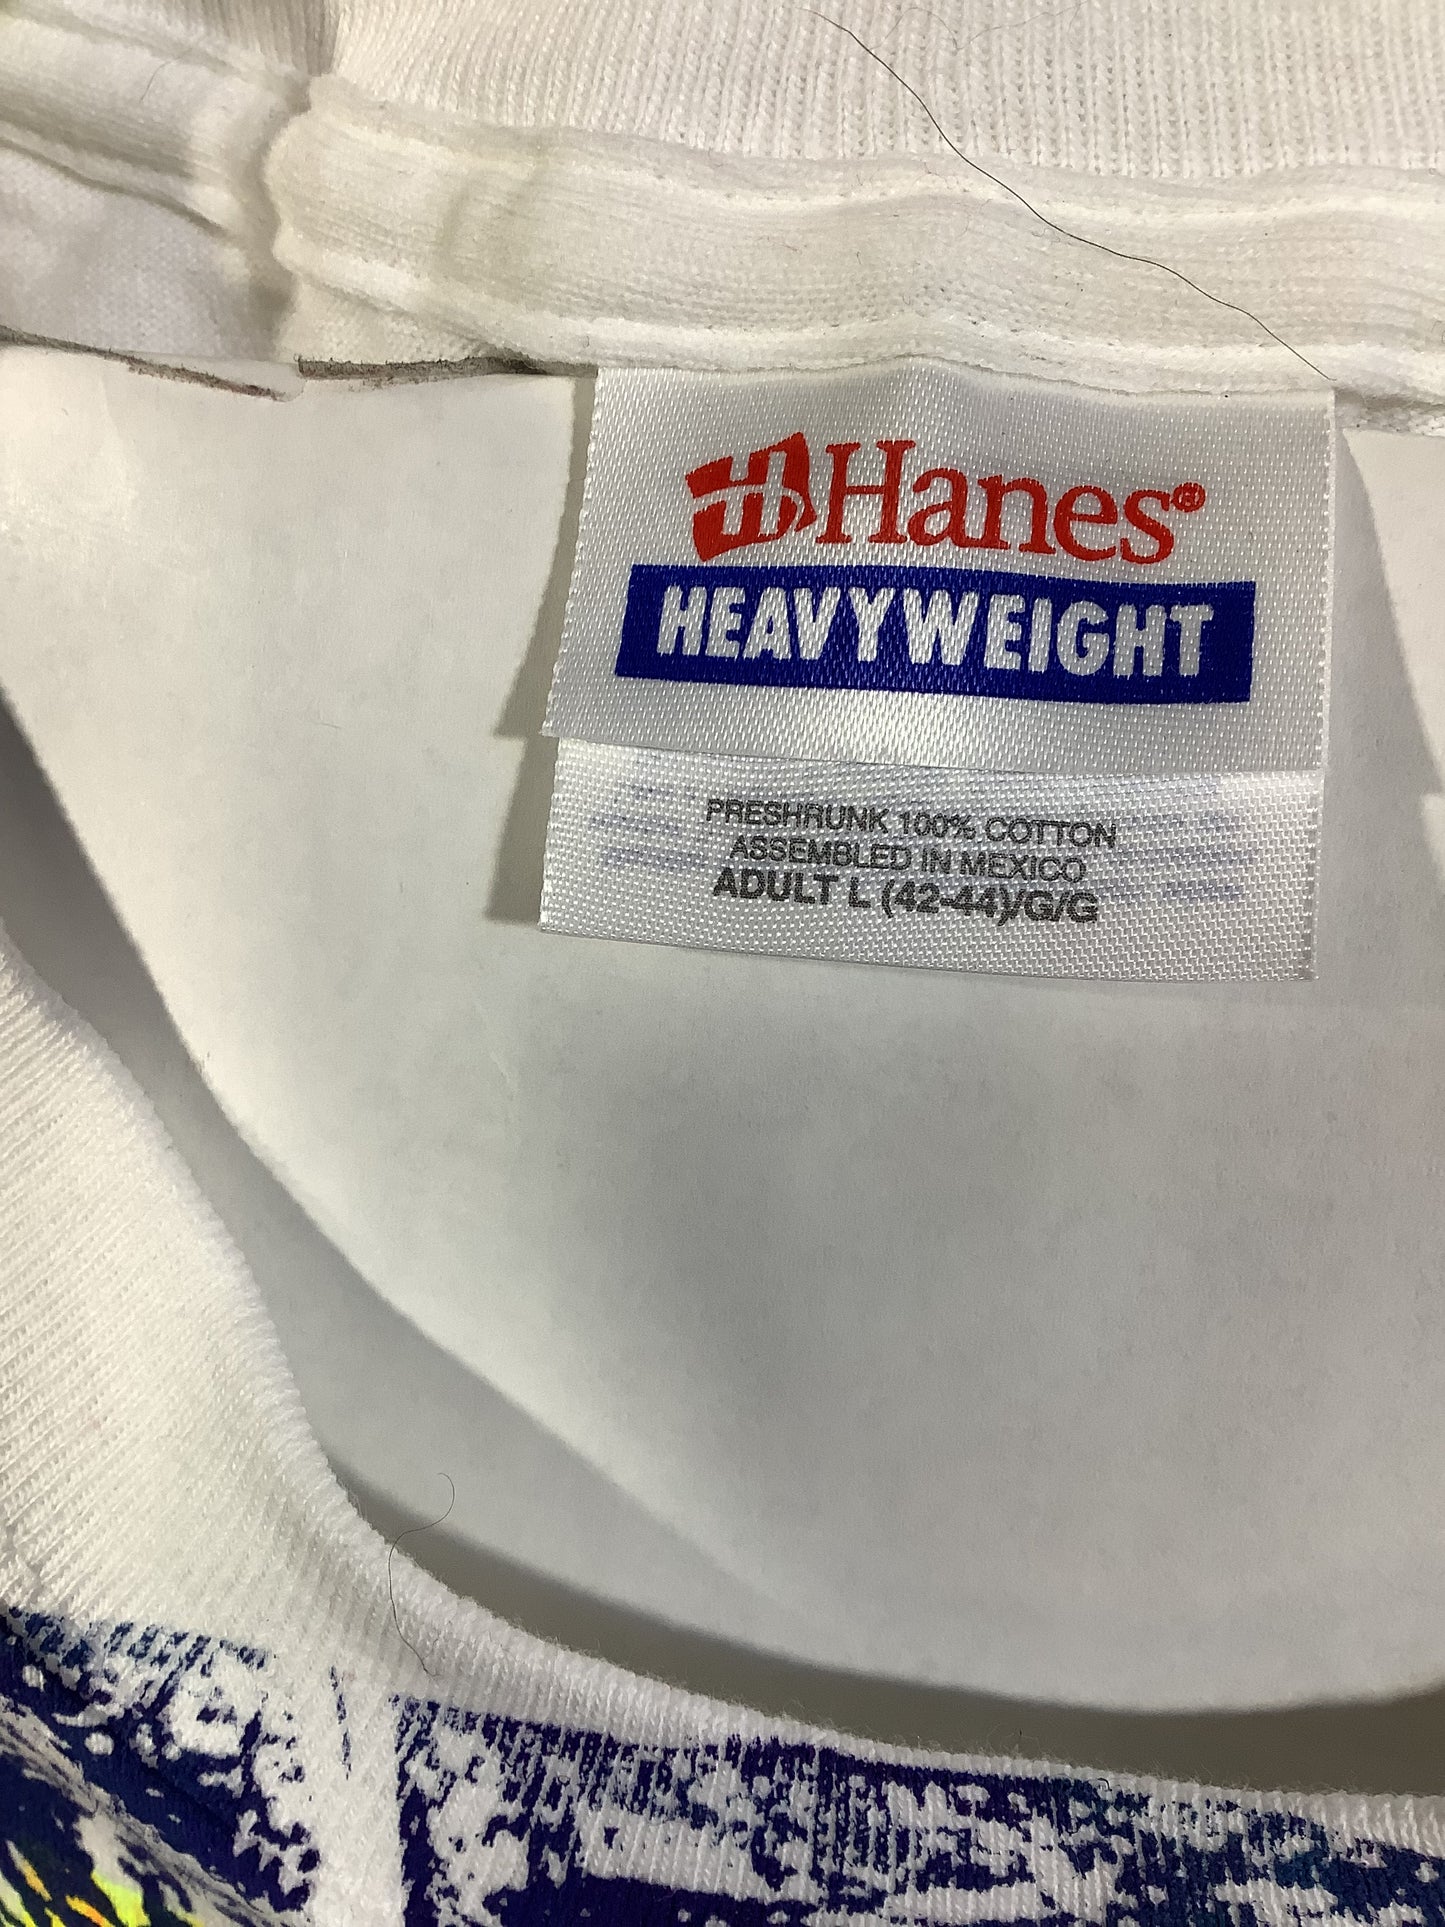 Hanes®
HEAVYWEIGHT
PRESHRUNK 100% COTTON
ASSEMBLED IN MEXICO
ADULT L (42-44)/G/G